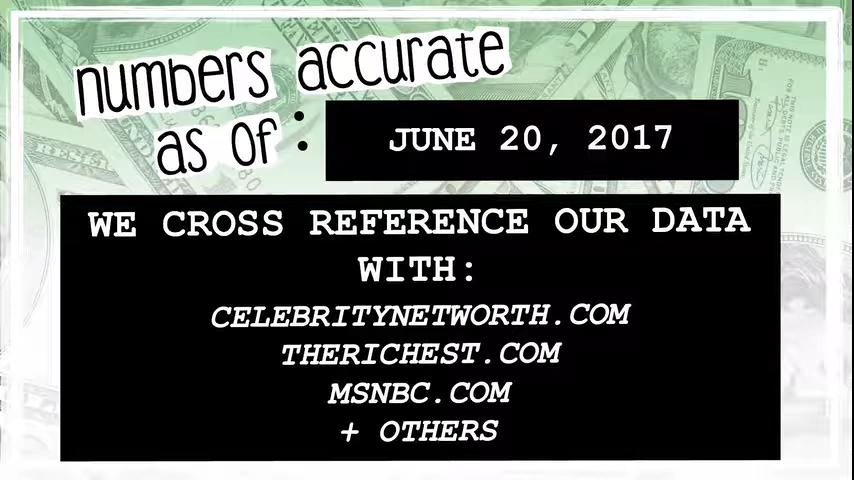 numbers accurate
as of:
JUNE 20, 2017
WE CROSS REFERENCE OUR DATA
WITH:
CELEBRITYNETWORTH.COM
THERICHEST.COM
MSNBC.COM
+ OTHERS